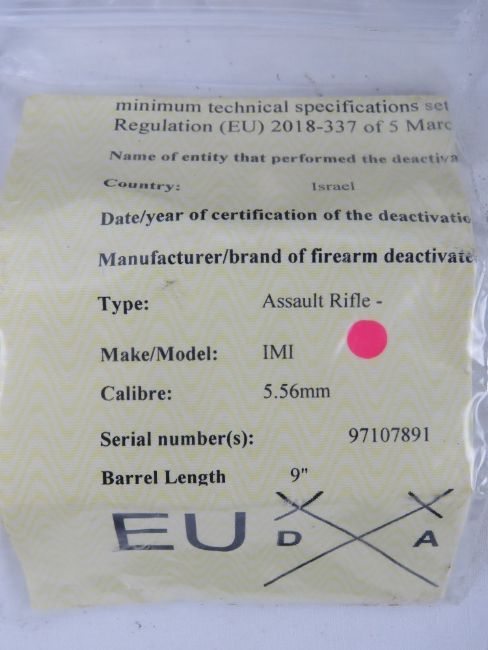 minimum technical specifications set
Regulation (EU) 2018-337 of 5 Marc
Name of entity that performed the deactiva
Country: Israel
Date/year of certification of the deactivatio
Manufacturer/brand of firearm deactivate
Type: Assault Rifle -
Make/Model: IMI
Calibre: 5.56mm
Serial number(s): 97107891
Barrel Length 9"
EU D A